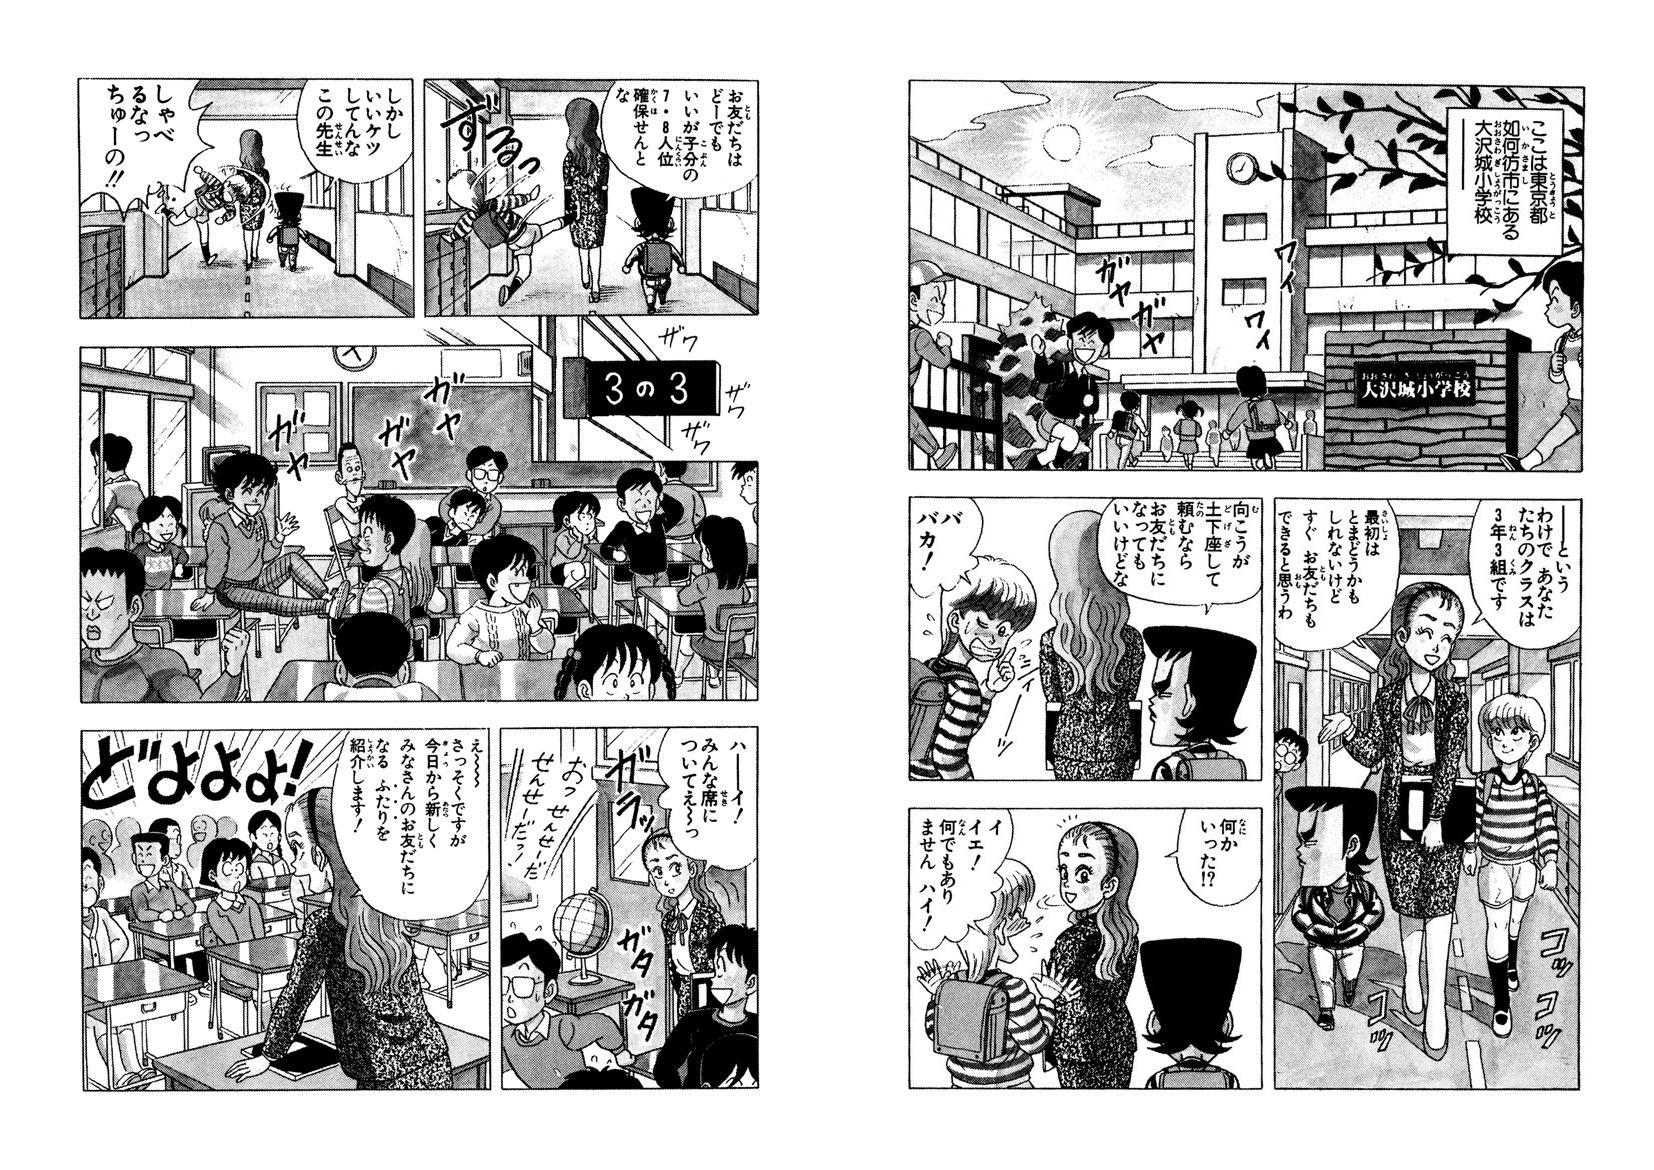 ここは東京都
如何彷市にある
大沢城小学校
───
ガヤ
ガヤ
ワイ
ワイ
大沢城小学校
───という
わけで あなた
たちのクラスは
3年3組です
最初は
とまどうかも
しれないけど
すぐ お友だちも
できると思うわ
コツ
コツ
コツ
向こうが
土下座して
頼むなら
お友だちに
なっても
いいけどな
バ
バカ!
シーッ
何か
いった!?
イ
イエ!
何でもあり
ません ハイ!
お友だちは
どーでも
いいが子分の
7・8人位
確保せんと
な
ずるっ
しかし
いいケツ
してんな
この先生
しゃべ
るなっ
ちゅーの!!
3の3
ザワ
ザワ
ザワ
ガヤ
ガヤ
ガヤ
ハーイ!
みんな席に
ついてえ〜っ
ガラッ
おっ せんせーだ
せんせーだっ!
ガタ
ガタ
え〜〜〜
さっそくですが
今日から新しく
みなさんのお友だちに
なる ふたりを
紹介します!
どよよよ!